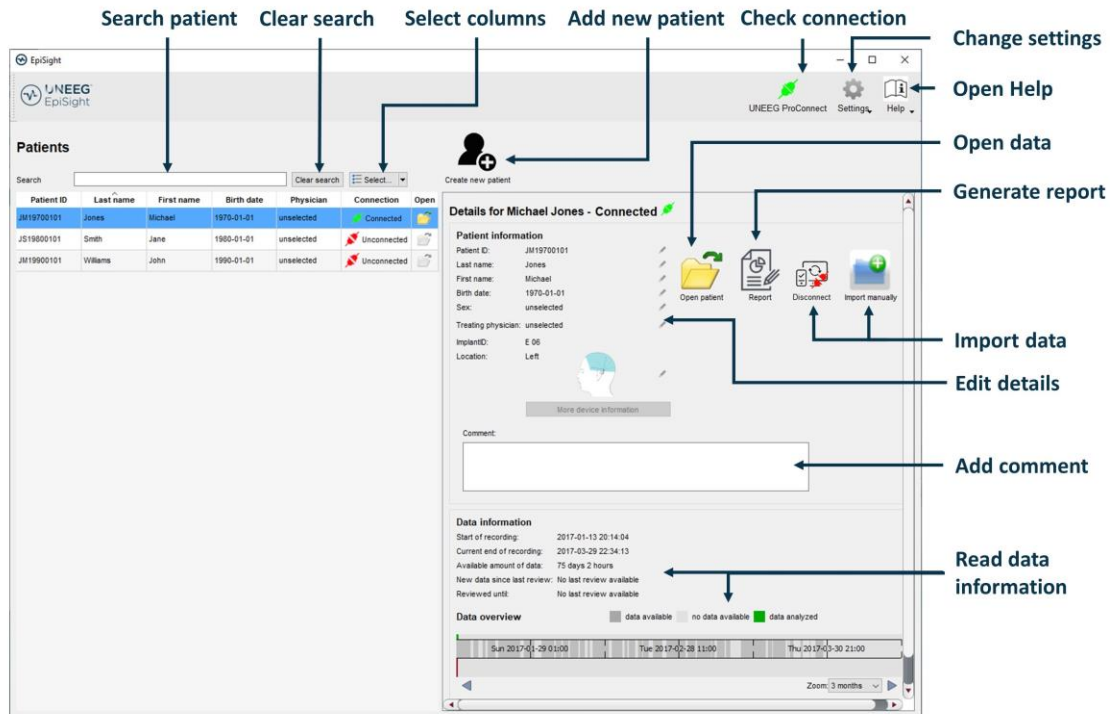 Search patient Clear search Select columns Add new patient Check connection
Change settings
EpiSight
UNEEG
EpiSight
UNEEG ProConnect Settings Help
Open Help
Patients
Open data
Search Clear search Select... Create new patient
Generate report
Patient ID Last name First name Birth date Physician Connection Open
JM19700101 Jones Michael 1970-01-01 unselected Connected
JS19800101 Smith Jane 1980-01-01 unselected Unconnected
JM19900101 Williams John 1990-01-01 unselected Unconnected
Details for Michael Jones - Connected
Patient information
Patient ID: JM19700101
Last name: Jones
First name: Michael
Birth date: 1970-01-01
Sex: unselected
Treating physician: unselected
ImplantID: E 06
Location: Left
Open patient Report Disconnect Import manually
Import data
Edit details
More device information
Comment:
Add comment
Data information
Start of recording: 2017-01-13 20:14:04
Current end of recording: 2017-03-29 22:34:13
Available amount of data: 75 days 2 hours
New data since last review: No last review available
Reviewed until: No last review available
Read data
information
Data overview data available no data available data analyzed
Sun 2017-01-29 01:00 Tue 2017-02-28 11:00 Thu 2017-03-30 21:00
Zoom: 3 months